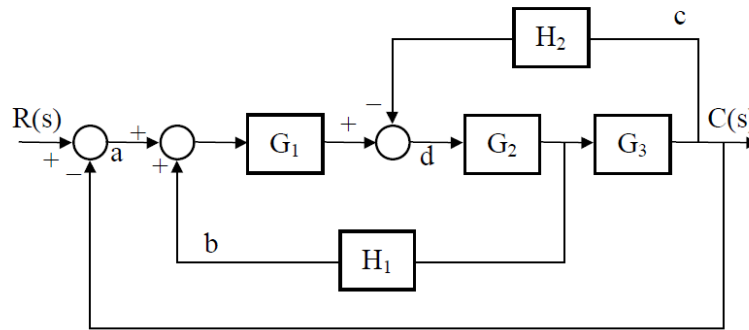 c
H₂
−
R(s)
C(s)
+
+
+
G₁
G₂
G₃
+
a
+
d
−
b
H₁